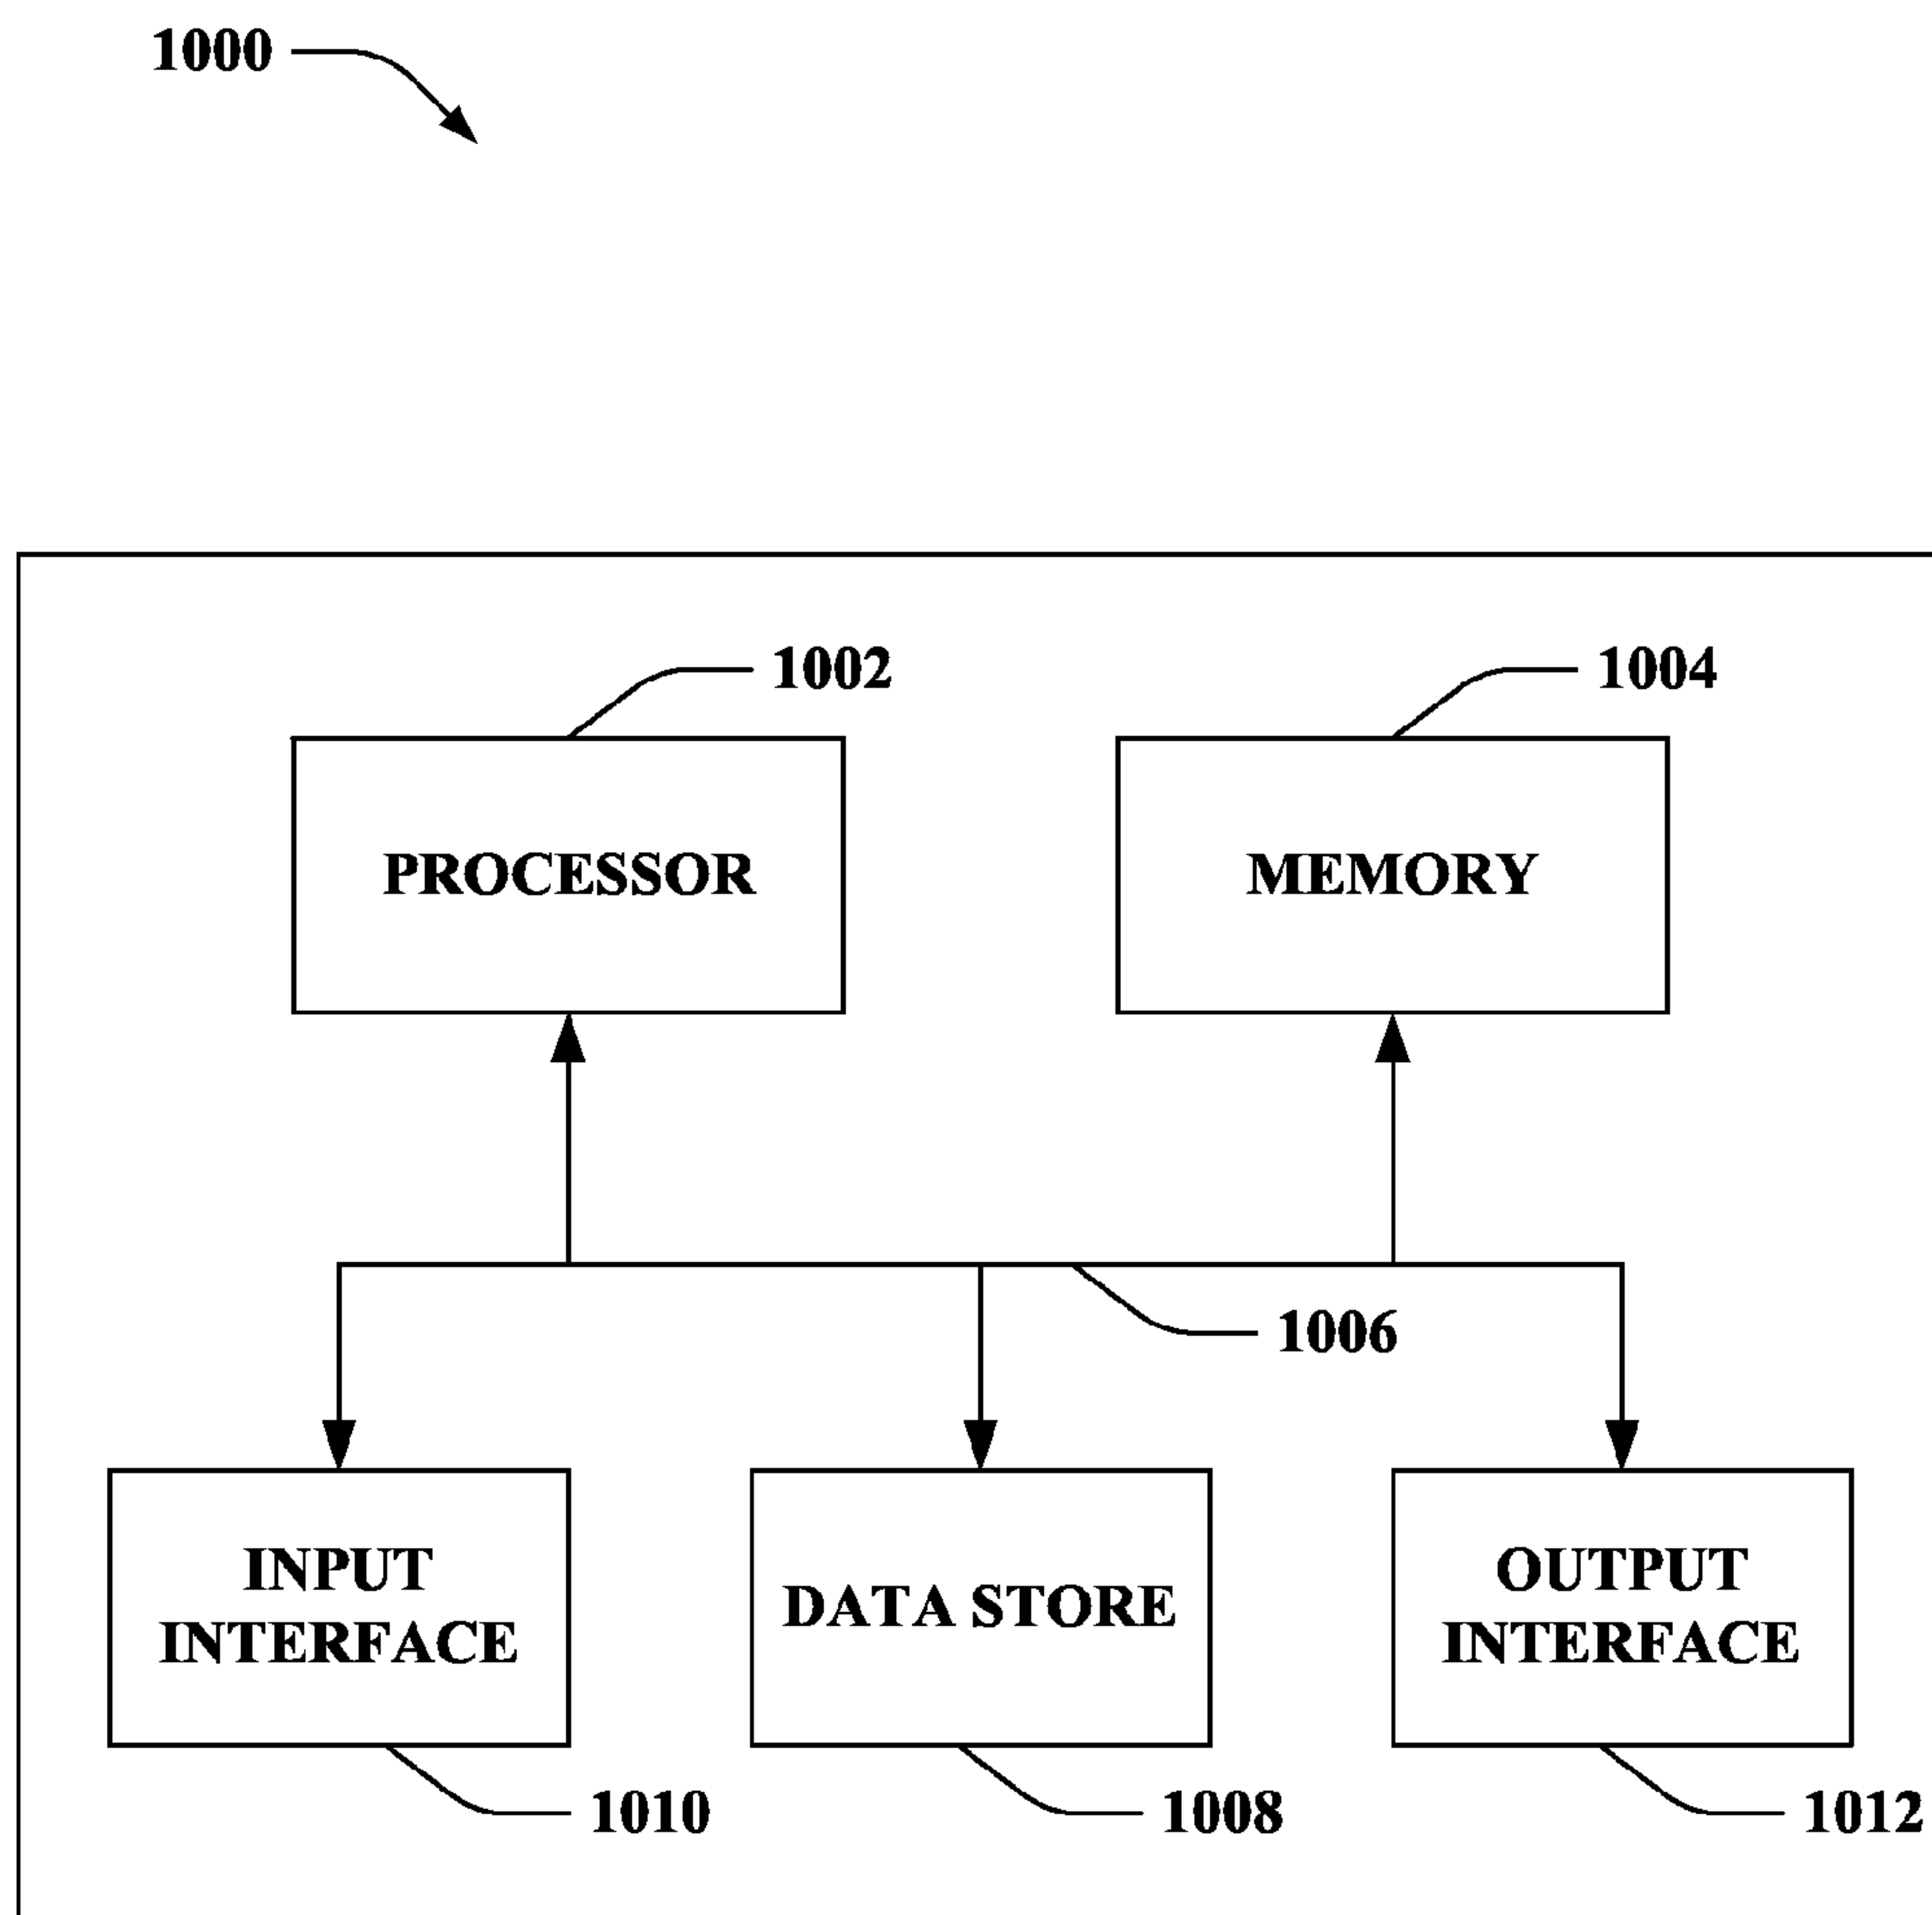 1000
1002
1004
PROCESSOR
MEMORY
1006
INPUT
INTERFACE
DATA STORE
OUTPUT
INTERFACE
1010
1008
1012